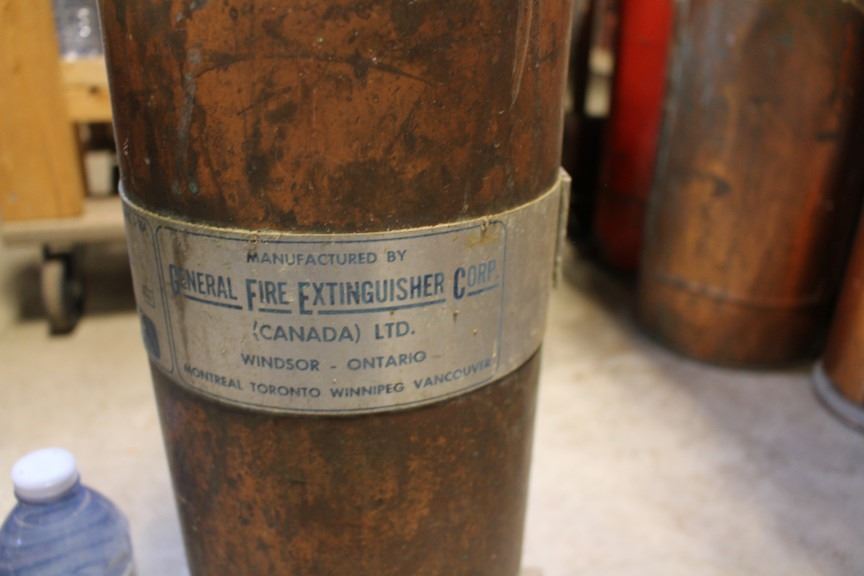 MANUFACTURED BY
GENERAL FIRE EXTINGUISHER CORP.
(CANADA) LTD.
WINDSOR - ONTARIO
MONTREAL TORONTO WINNIPEG VANCOUVER